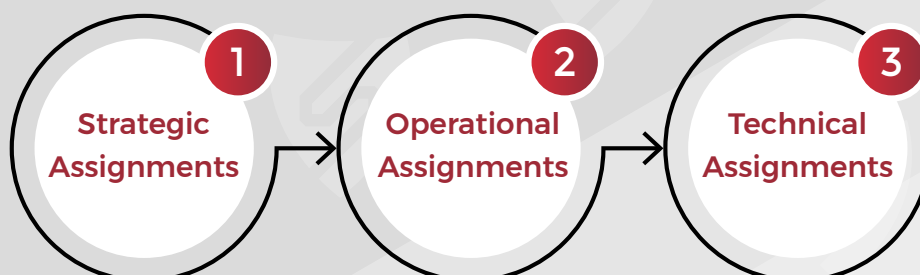 1
Strategic
Assignments
2
Operational
Assignments
3
Technical
Assignments